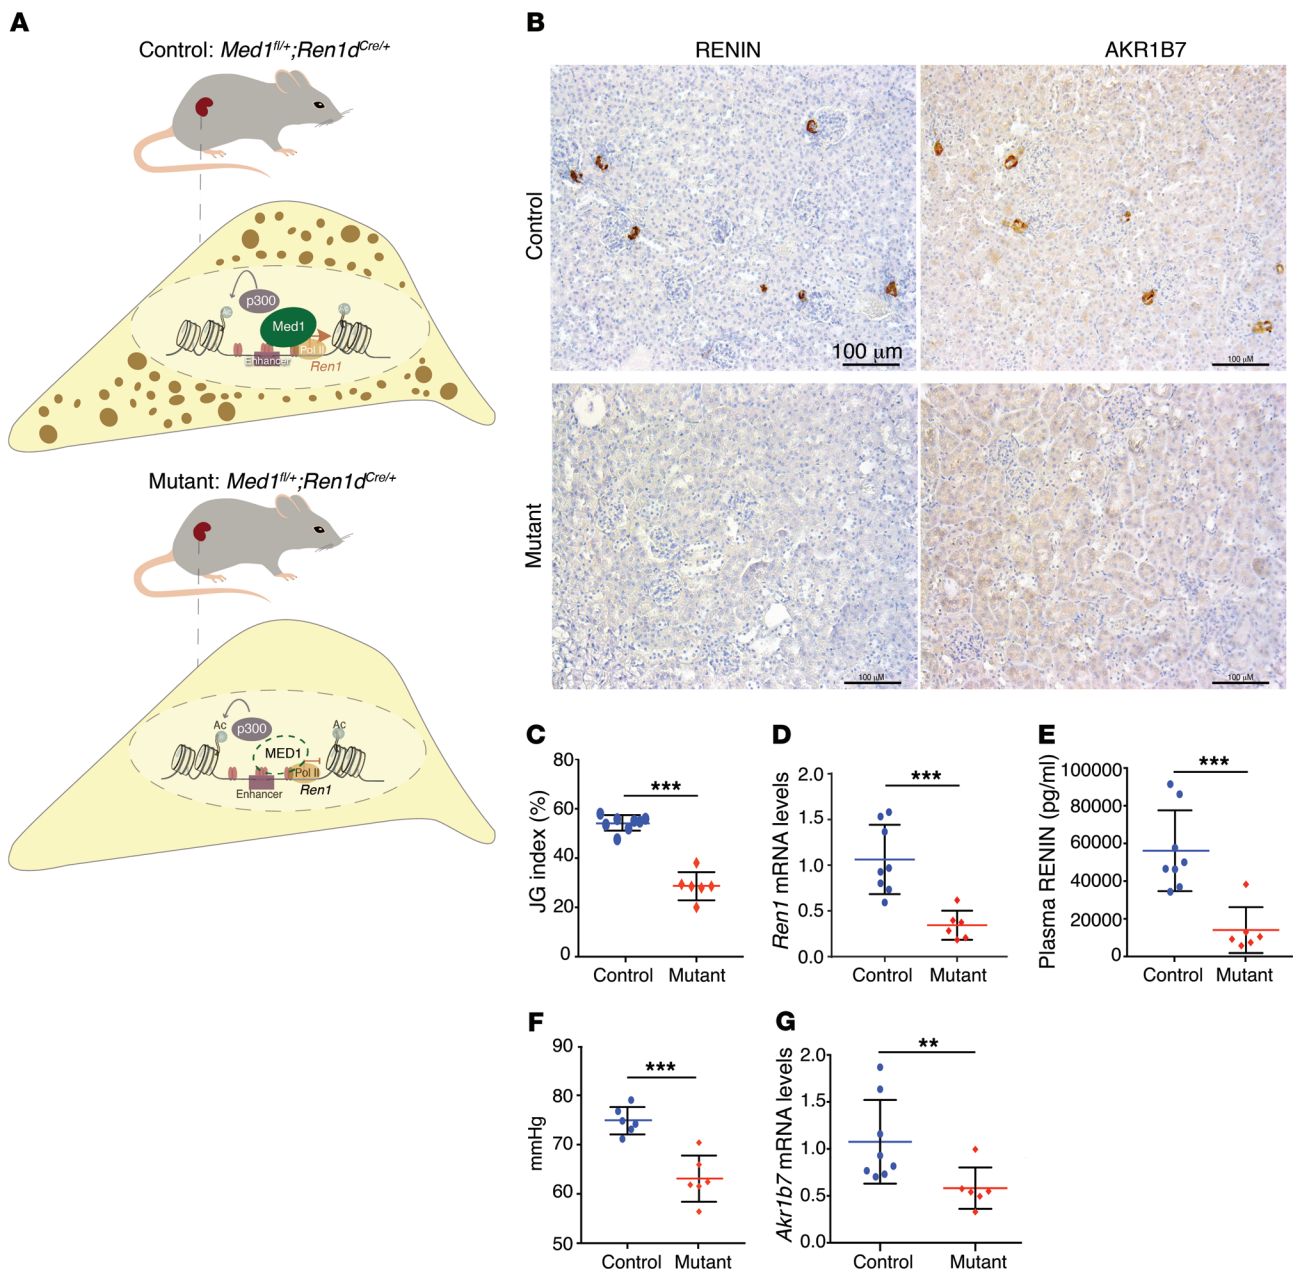 A
Control: Med1fl/+;Ren1dCre/+
p300
Ac
Ac
Med1
Pol II
Enhancer
Ren1
Mutant: Med1fl/+;Ren1dCre/+
Ac
p300
Ac
MED1
Pol II
Enhancer
Ren1
B
RENIN
AKR1B7
Control
100 μm
100 μM
Mutant
100 μM
100 μM
C
JG index (%)
80
60
40
20
0
***
Control
Mutant
D
Ren1 mRNA levels
2.0
1.5
1.0
0.5
0.0
***
Control
Mutant
E
Plasma RENIN (pg/ml)
100000
80000
60000
40000
20000
0
***
Control
Mutant
F
mmHg
90
80
70
60
50
***
Control
Mutant
G
Akr1b7 mRNA levels
2.0
1.5
1.0
0.5
0.0
**
Control
Mutant